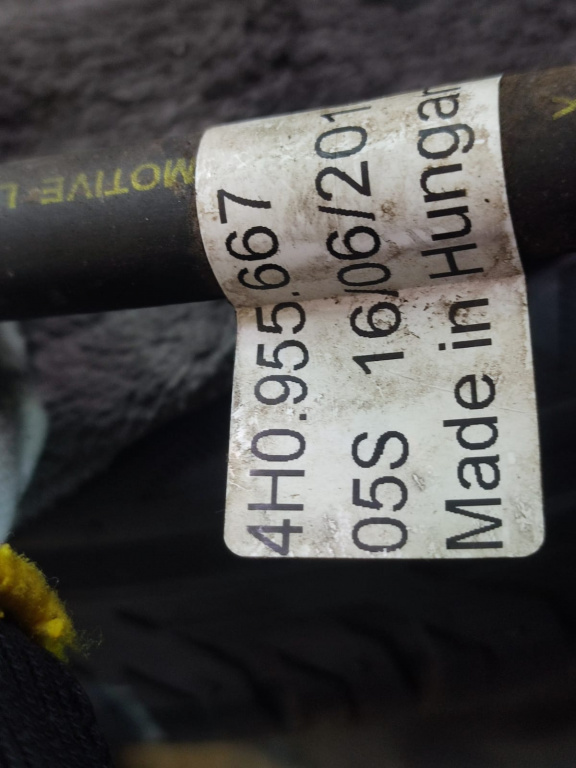 4H0.955.667
05S 16/06/201
Made in Hungar
MOTIVE L